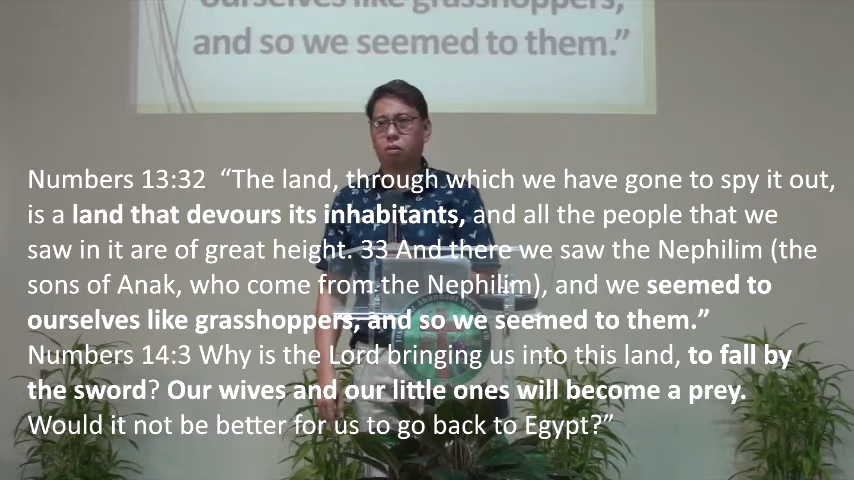 ourselves like grasshoppers,
and so we seemed to them.”
Numbers 13:32 “The land, through which we have gone to spy it out,
is a land that devours its inhabitants, and all the people that we
saw in it are of great height. 33 And there we saw the Nephilim (the
sons of Anak, who come from the Nephilim), and we seemed to
ourselves like grasshoppers, and so we seemed to them.”
Numbers 14:3 Why is the Lord bringing us into this land, to fall by
the sword? Our wives and our little ones will become a prey.
Would it not be better for us to go back to Egypt?”